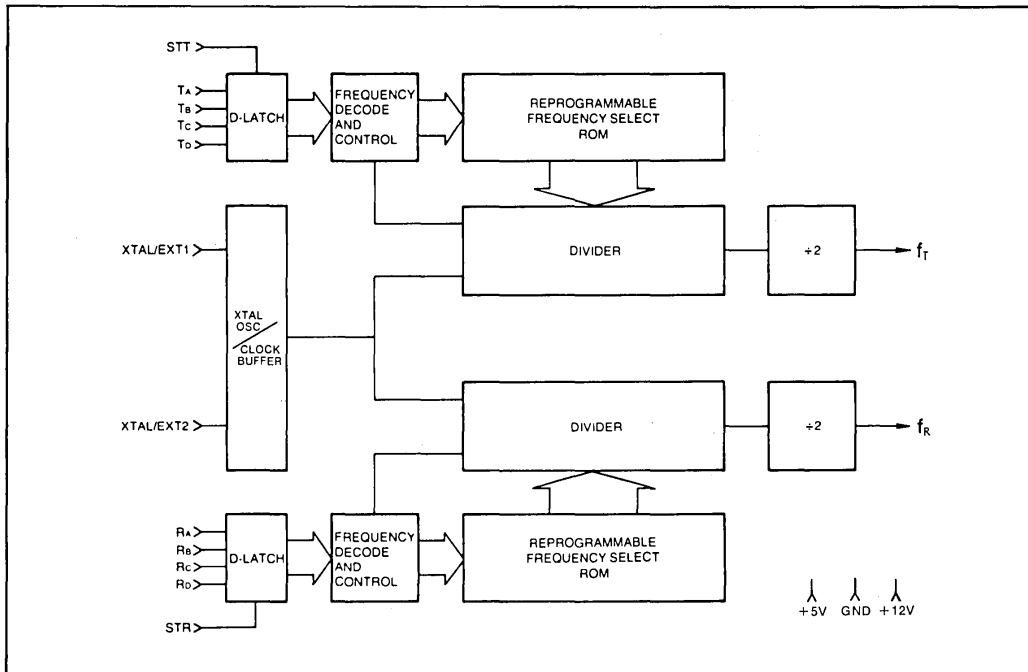 STT
TA
TB
TC
TD
D-LATCH
FREQUENCY
DECODE
AND
CONTROL
REPROGRAMMABLE
FREQUENCY SELECT
ROM
XTAL/EXT1
XTAL
OSC
CLOCK
BUFFER
XTAL/EXT2
DIVIDER
÷2
fT
DIVIDER
÷2
fR
RA
RB
RC
RD
D-LATCH
STR
FREQUENCY
DECODE
AND
CONTROL
REPROGRAMMABLE
FREQUENCY SELECT
ROM
+5V GND +12V